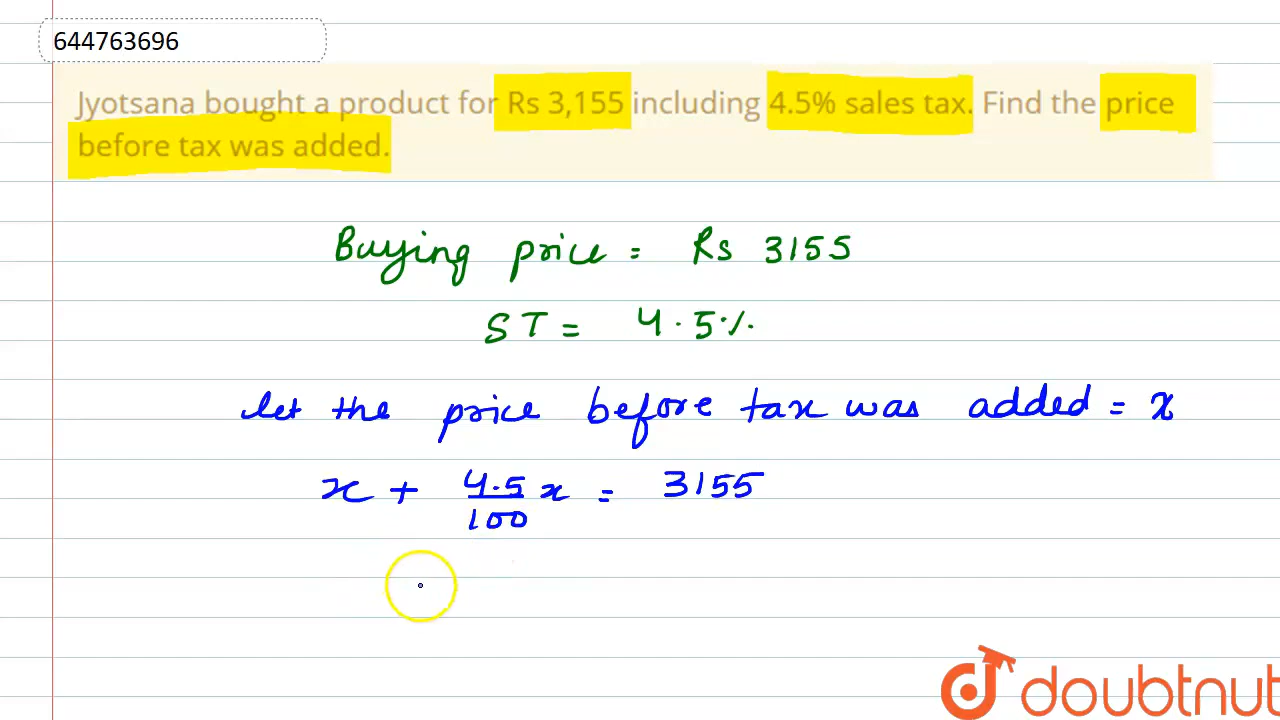 644763696
Jyotsana bought a product for Rs 3,155 including 4.5% sales tax. Find the price
before tax was added.
Buying price = Rs 3155
ST = 4.5%
let the price before tax was added = x
x + 4.5/100 x = 3155
doubtnut